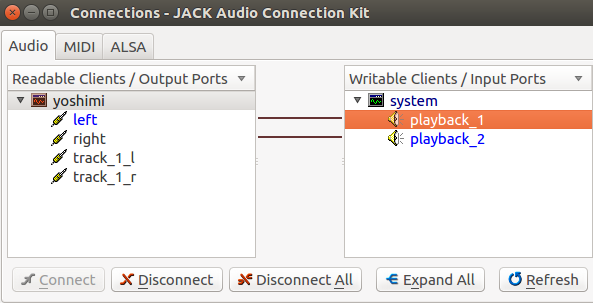 Connections - JACK Audio Connection Kit
Audio MIDI ALSA
Readable Clients / Output Ports Writable Clients / Input Ports
yoshimi system
left playback_1
right playback_2
track_1_l
track_1_r
Connect Disconnect Disconnect All Expand All Refresh